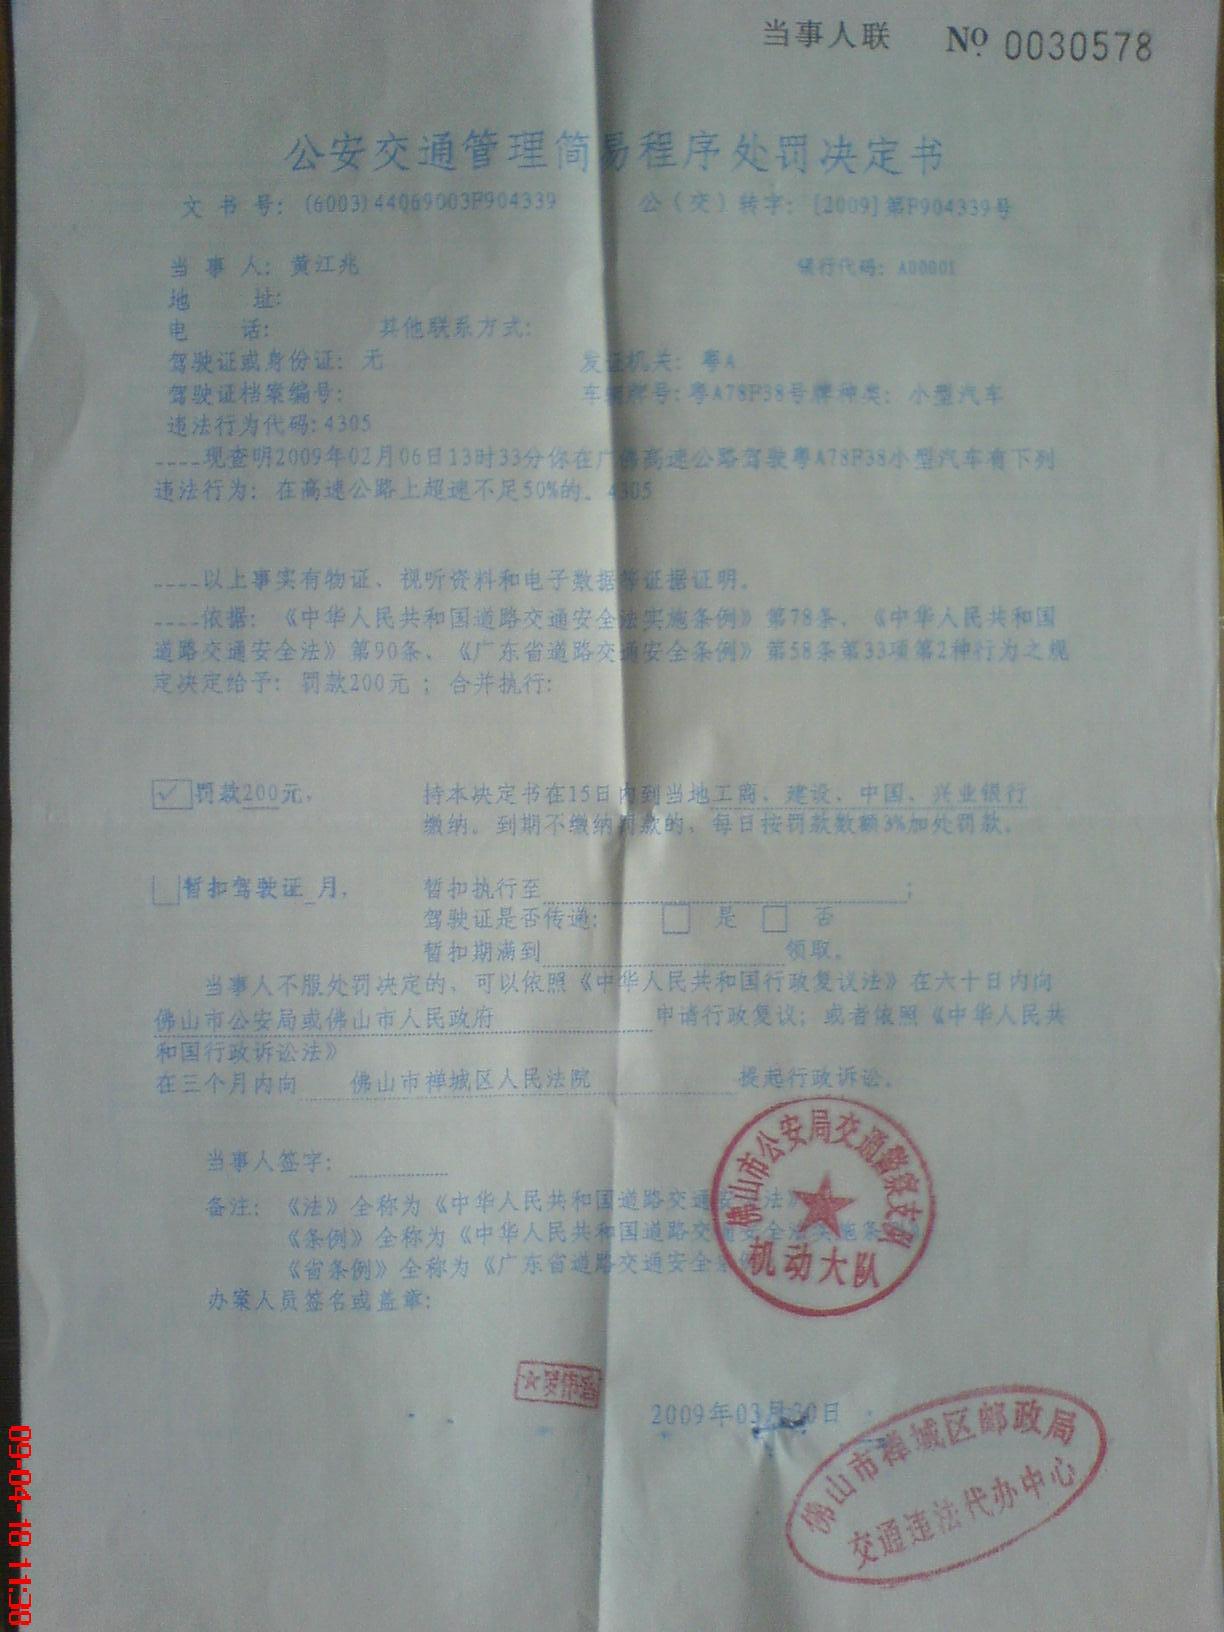 当事人联 № 0030578
公安交通管理简易程序处罚决定书
文书号：(6003)44069003F904339 公（交）转字：[2009]第F904339号
当事人：黄江兆 银行代码：A00001
地 址：
电 话： 其他联系方式：
驾驶证或身份证：无 发证机关：粤A
驾驶证档案编号： 车辆牌号：粤A78F38号牌种类：小型汽车
违法行为代码：4305
----现查明2009年02月06日13时33分你在广佛高速公路驾驶粤A78F38小型汽车有下列
违法行为：在高速公路上超速不足50%的。4305
----以上事实有物证、视听资料和电子数据等证据证明。
----依据：《中华人民共和国道路交通安全法实施条例》第78条、《中华人民共和国
道路交通安全法》第90条、《广东省道路交通安全条例》第58条第33项第2种行为之规
定决定给予：罚款200元；合并执行：
☑罚款200元， 持本决定书在15日内到当地工商、建设、中国、兴业银行
缴纳。到期不缴纳罚款的，每日按罚款数额3%加处罚款。
□暂扣驾驶证_月， 暂扣执行至 ；
驾驶证是否传递：□ 是 □ 否
暂扣期满到 领取。
当事人不服处罚决定的，可以依照《中华人民共和国行政复议法》在六十日内向
佛山市公安局或佛山市人民政府 申请行政复议；或者依照《中华人民共
和国行政诉讼法》
在三个月内向 佛山市禅城区人民法院 提起行政诉讼。
当事人签字：
备注：《法》全称为《中华人民共和国道路交通安全法》
《条例》全称为《中华人民共和国道路交通安全法实施条例》
《省条例》全称为《广东省道路交通安全条例》
办案人员签名或盖章：
佛山市公安局交通警察支队
机动大队
2009年03月30日
佛山市禅城区邮政局
交通违法代办中心
09-04-18 11:38